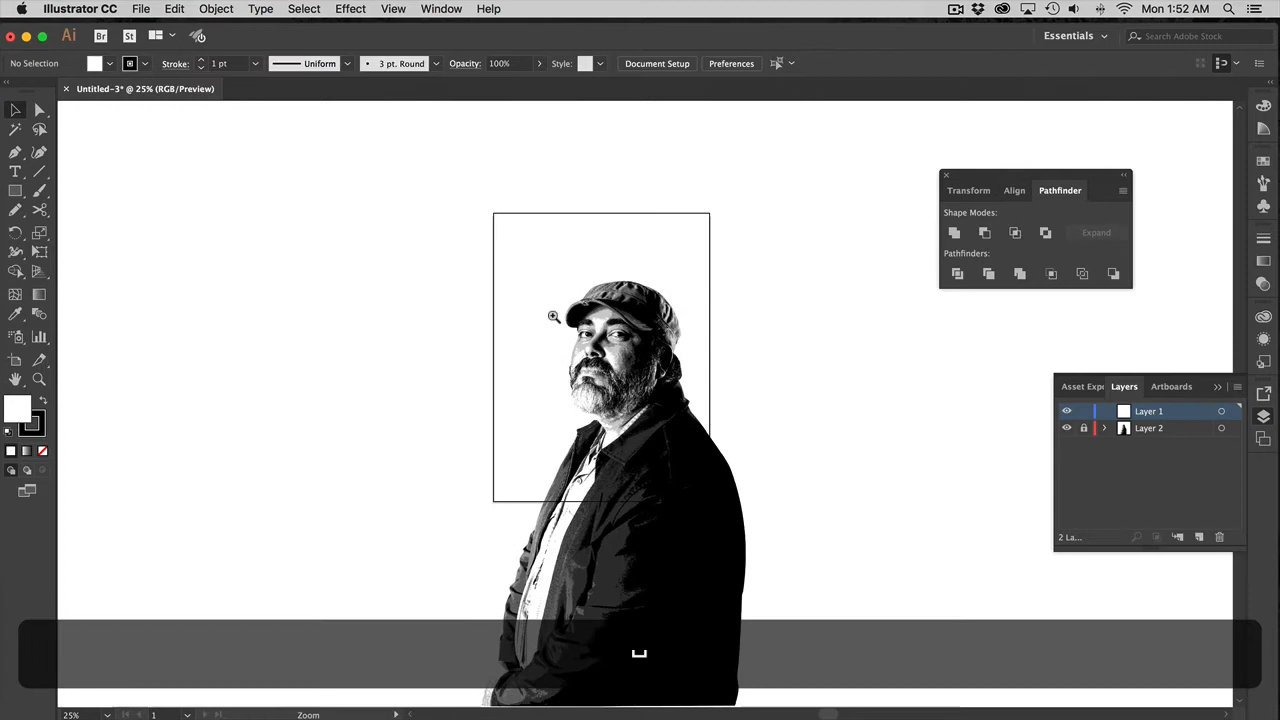 Illustrator CC File Edit Object Type Select Effect View Window Help Mon 1:52 AM
Ai Br St Essentials Search Adobe Stock
No Selection Stroke: 1 pt Uniform 3 pt. Round Opacity: 100% Style: Document Setup Preferences
Untitled-3* @ 25% (RGB/Preview)
Transform Align Pathfinder
Shape Modes:
Expand
Pathfinders:
Asset Expo Layers Artboards
Layer 1
Layer 2
2 La...
25% 1 Zoom